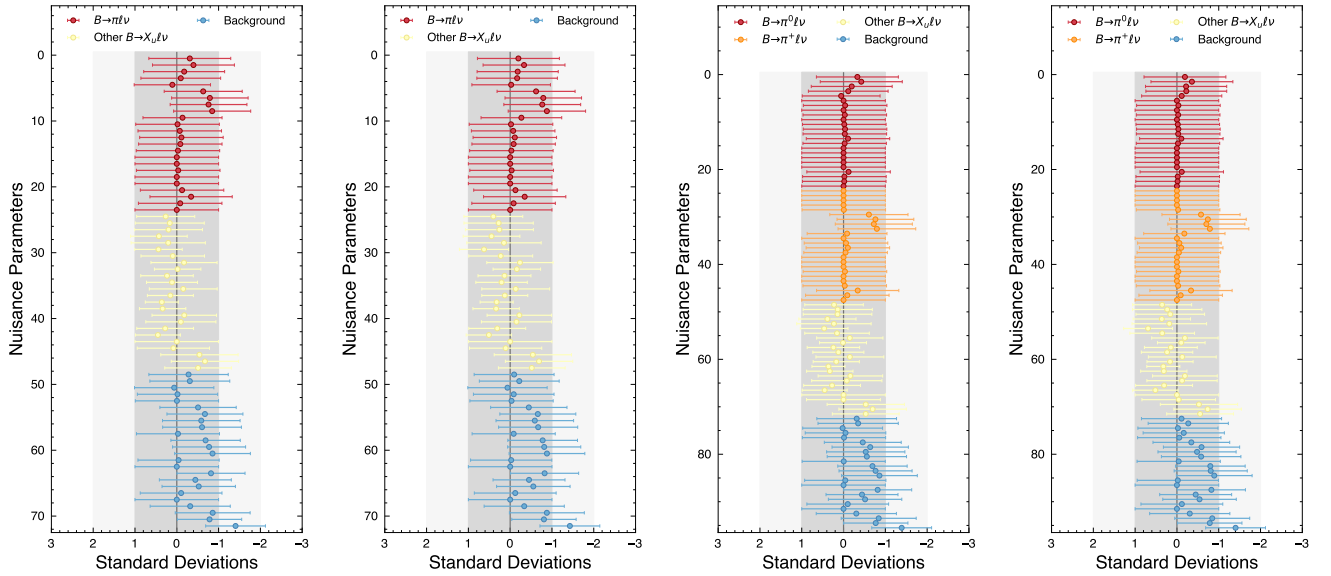 B→πℓν
Background
Other B→Xᵤℓν
Nuisance Parameters
0
10
20
30
40
50
60
70
3
2
1
0
−1
−2
−3
Standard Deviations
B→πℓν
Background
Other B→Xᵤℓν
Nuisance Parameters
0
10
20
30
40
50
60
70
3
2
1
0
−1
−2
−3
Standard Deviations
B→π⁰ℓν
Other B→Xᵤℓν
B→π⁺ℓν
Background
Nuisance Parameters
0
20
40
60
80
3
2
1
0
−1
−2
−3
Standard Deviations
B→π⁰ℓν
Other B→Xᵤℓν
B→π⁺ℓν
Background
Nuisance Parameters
0
20
40
60
80
3
2
1
0
−1
−2
−3
Standard Deviations